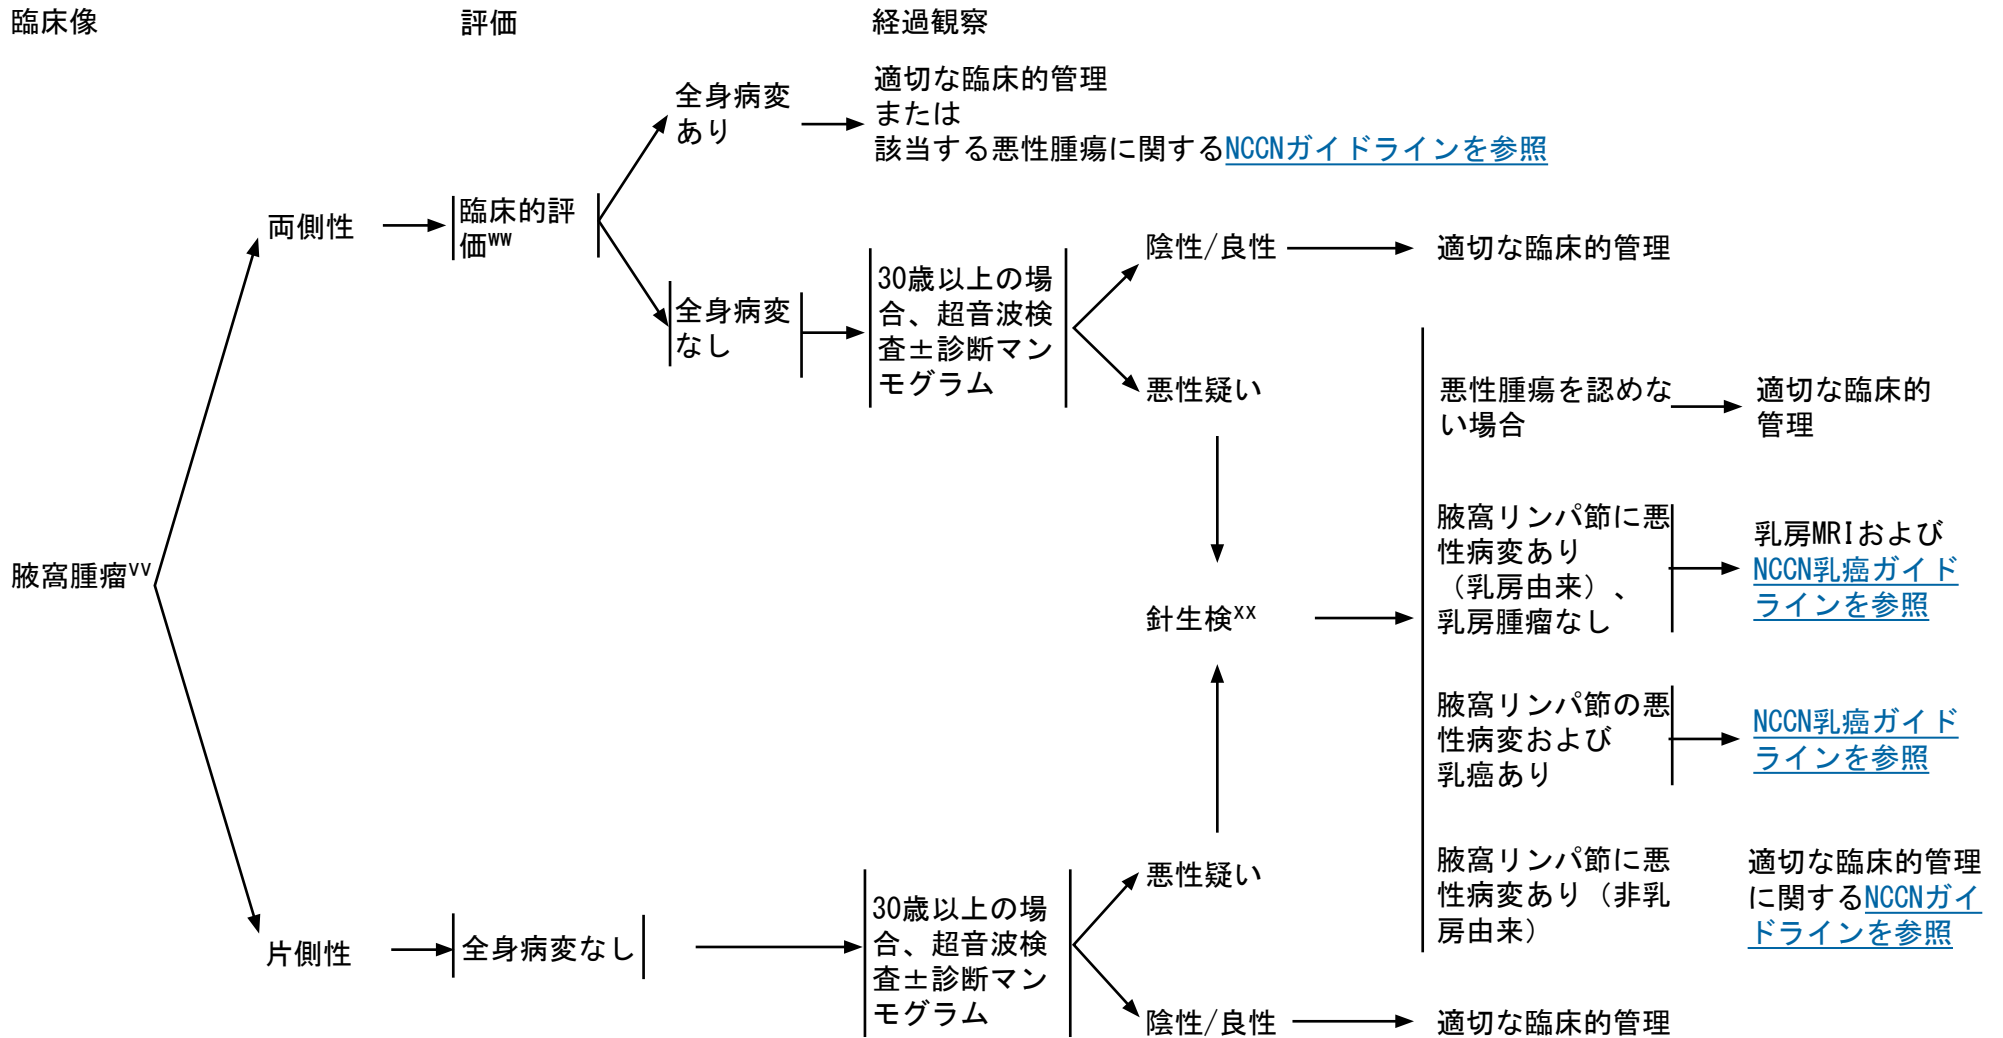 臨床像
評価
経過観察
全身病変
あり
適切な臨床的管理
または
該当する悪性腫瘍に関するNCCNガイドラインを参照
両側性
臨床的評
価ww
全身病変
なし
30歳以上の場
合、超音波検
査±診断マン
モグラム
陰性/良性
適切な臨床的管理
悪性疑い
悪性腫瘍を認めな
い場合
適切な臨床的
管理
腋窩腫瘤vv
針生検xx
腋窩リンパ節に悪
性病変あり
（乳房由来）、
乳房腫瘤なし
乳房MRIおよび
NCCN乳癌ガイド
ラインを参照
腋窩リンパ節の悪
性病変および
乳癌あり
NCCN乳癌ガイド
ラインを参照
腋窩リンパ節に悪
性病変あり（非乳
房由来）
適切な臨床的管理
に関するNCCNガイ
ドラインを参照
片側性
全身病変なし
30歳以上の場
合、超音波検
査±診断マン
モグラム
悪性疑い
陰性/良性
適切な臨床的管理